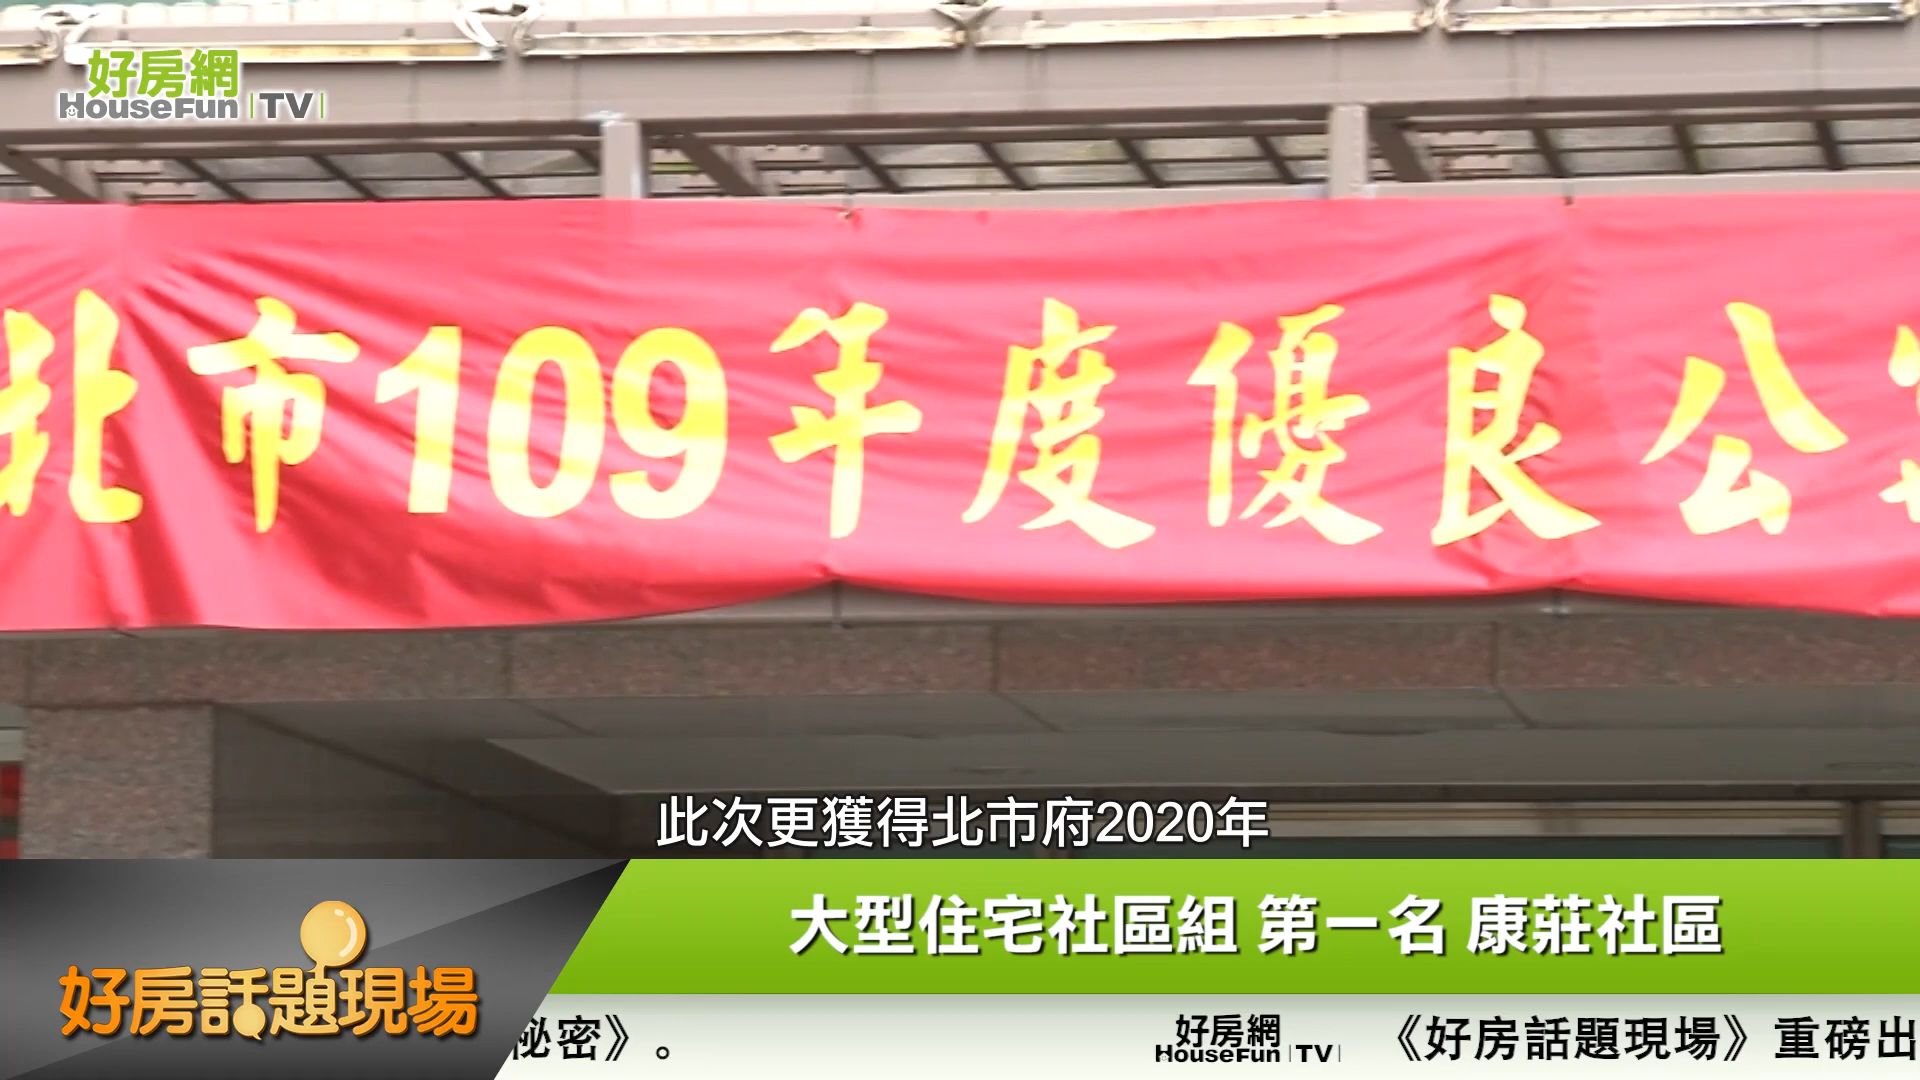 好房網
HouseFun TV
北市109年度優良公
此次更獲得北市府2020年
大型住宅社區組 第一名 康莊社區
好房話題現場
秘密》。 好房網 HouseFun TV 《好房話題現場》重磅出